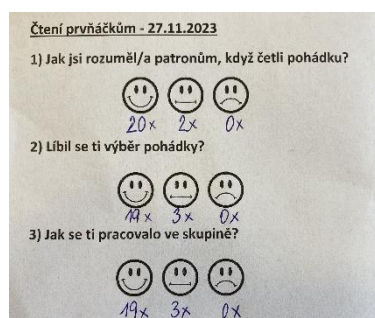 Čtení prvňáčkům - 27.11.2023
1) Jak jsi rozuměl/a patronům, když četli pohádku?
20x 2x 0x
2) Líbil se ti výběr pohádky?
19x 3x 0x
3) Jak se ti pracovalo ve skupině?
19x 3x 0x